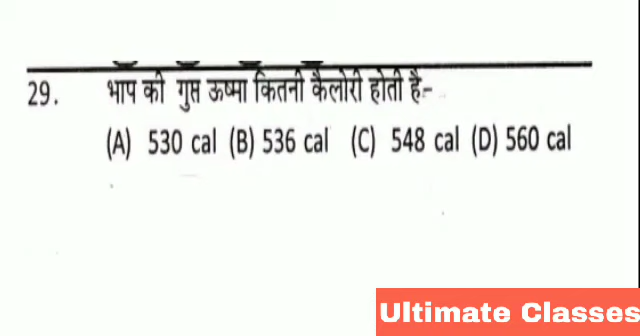 29. भाप की गुप्त ऊष्मा कितनी कैलोरी होती है:-
(A) 530 cal (B) 536 cal (C) 548 cal (D) 560 cal
Ultimate Classes